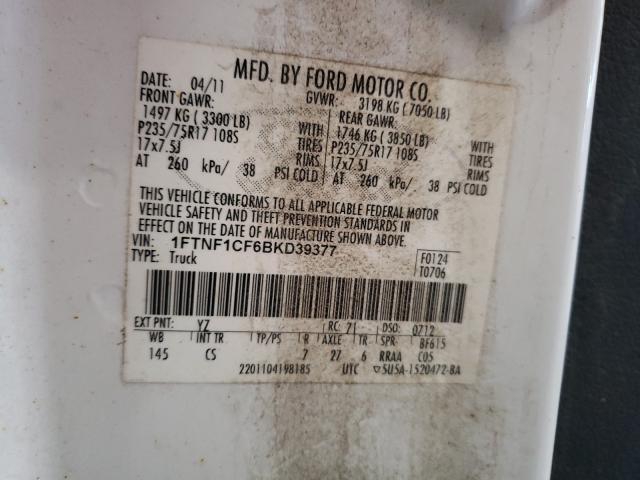 MFD. BY FORD MOTOR CO.
DATE: 04/11 GVWR: 3198 KG ( 7050 LB)
FRONT GAWR: REAR GAWR:
1497 KG ( 3300 LB) WITH 1746 KG ( 3850 LB) WITH
P235/75R17 108S TIRES P235/75R17 108S TIRES
17x7.5J RIMS 17x7.5J RIMS
AT 260 kPa/ 38 PSI COLD AT 260 kPa/ 38 PSI COLD
THIS VEHICLE CONFORMS TO ALL APPLICABLE FEDERAL MOTOR
VEHICLE SAFETY AND THEFT PREVENTION STANDARDS IN
EFFECT ON THE DATE OF MANUFACTURE SHOWN ABOVE.
VIN: 1FTNF1CF6BKD39377
TYPE: Truck
F0124
T0706
EXT PNT: YZ RC: 71 DSO: 0712
WB INT TR TP/PS R AXLE TR SPR BF615
145 CS 7 27 6 RRAA C05
2201104198185 UTC ▽5U5A-1520472-BA